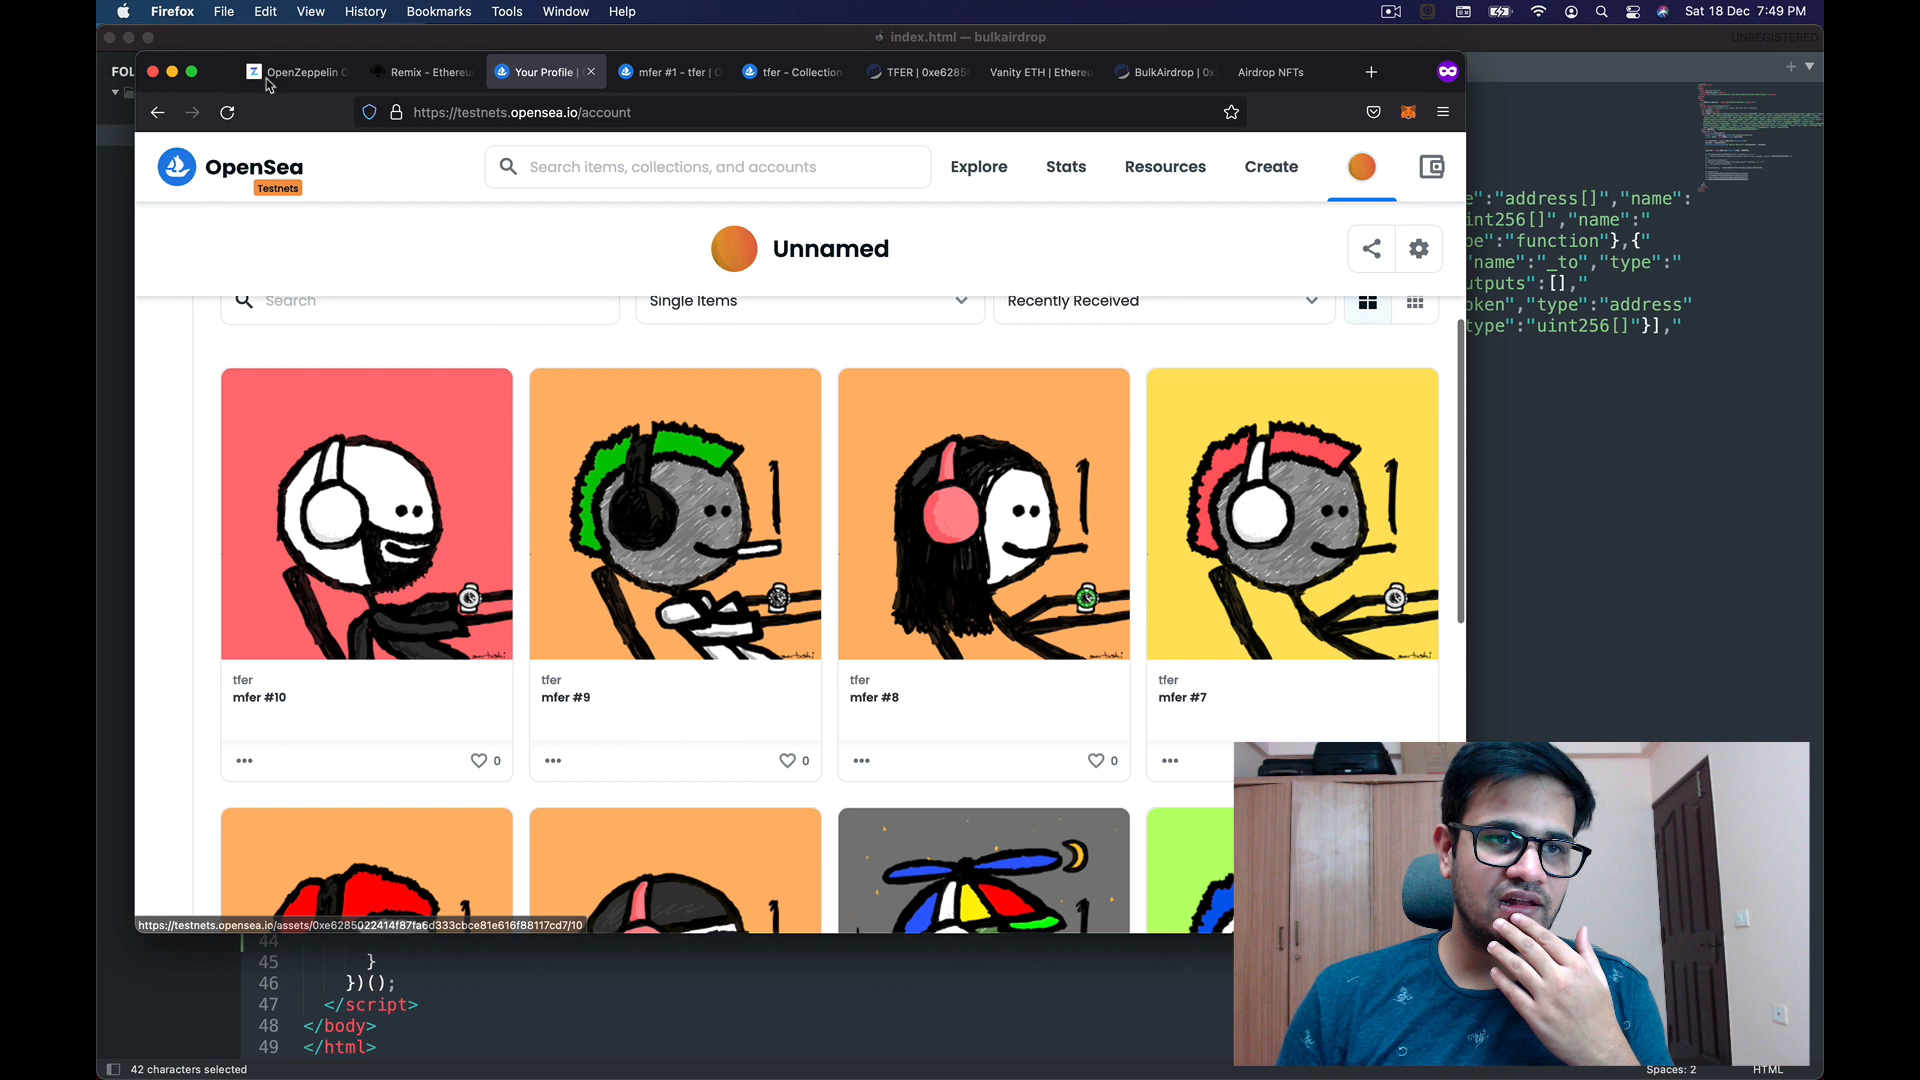 Firefox File Edit View History Bookmarks Tools Window Help Sat 18 Dec 7:49 PM
index.html — bulkairdrop UNREGISTERED
FOL
OpenZeppelin C Remix - Ethereu Your Profile | mfer #1 - tfer | tfer - Collection TFER | 0xe6285 Vanity ETH | Ethereu BulkAirdrop | 0x Airdrop NFTs
https://testnets.opensea.io/account
OpenSea
Testnets
Search items, collections, and accounts
Explore Stats Resources Create
Unnamed
Search Single Items Recently Received
e":"address[]","name":
int256[]","name":"
pe":"function"},{"
"name":"_to","type":"
utputs":[],"
oken","type":"address"
type":"uint256[]"}],"
tfer
mfer #10
0
tfer
mfer #9
0
tfer
mfer #8
0
tfer
mfer #7
https://testnets.opensea.io/assets/0xe6285022414f87fa6d333cbce81e616f88117cd7/10
44
45 }
46 })();
47 </script>
48 </body>
49 </html>
42 characters selected Spaces: 2 HTML